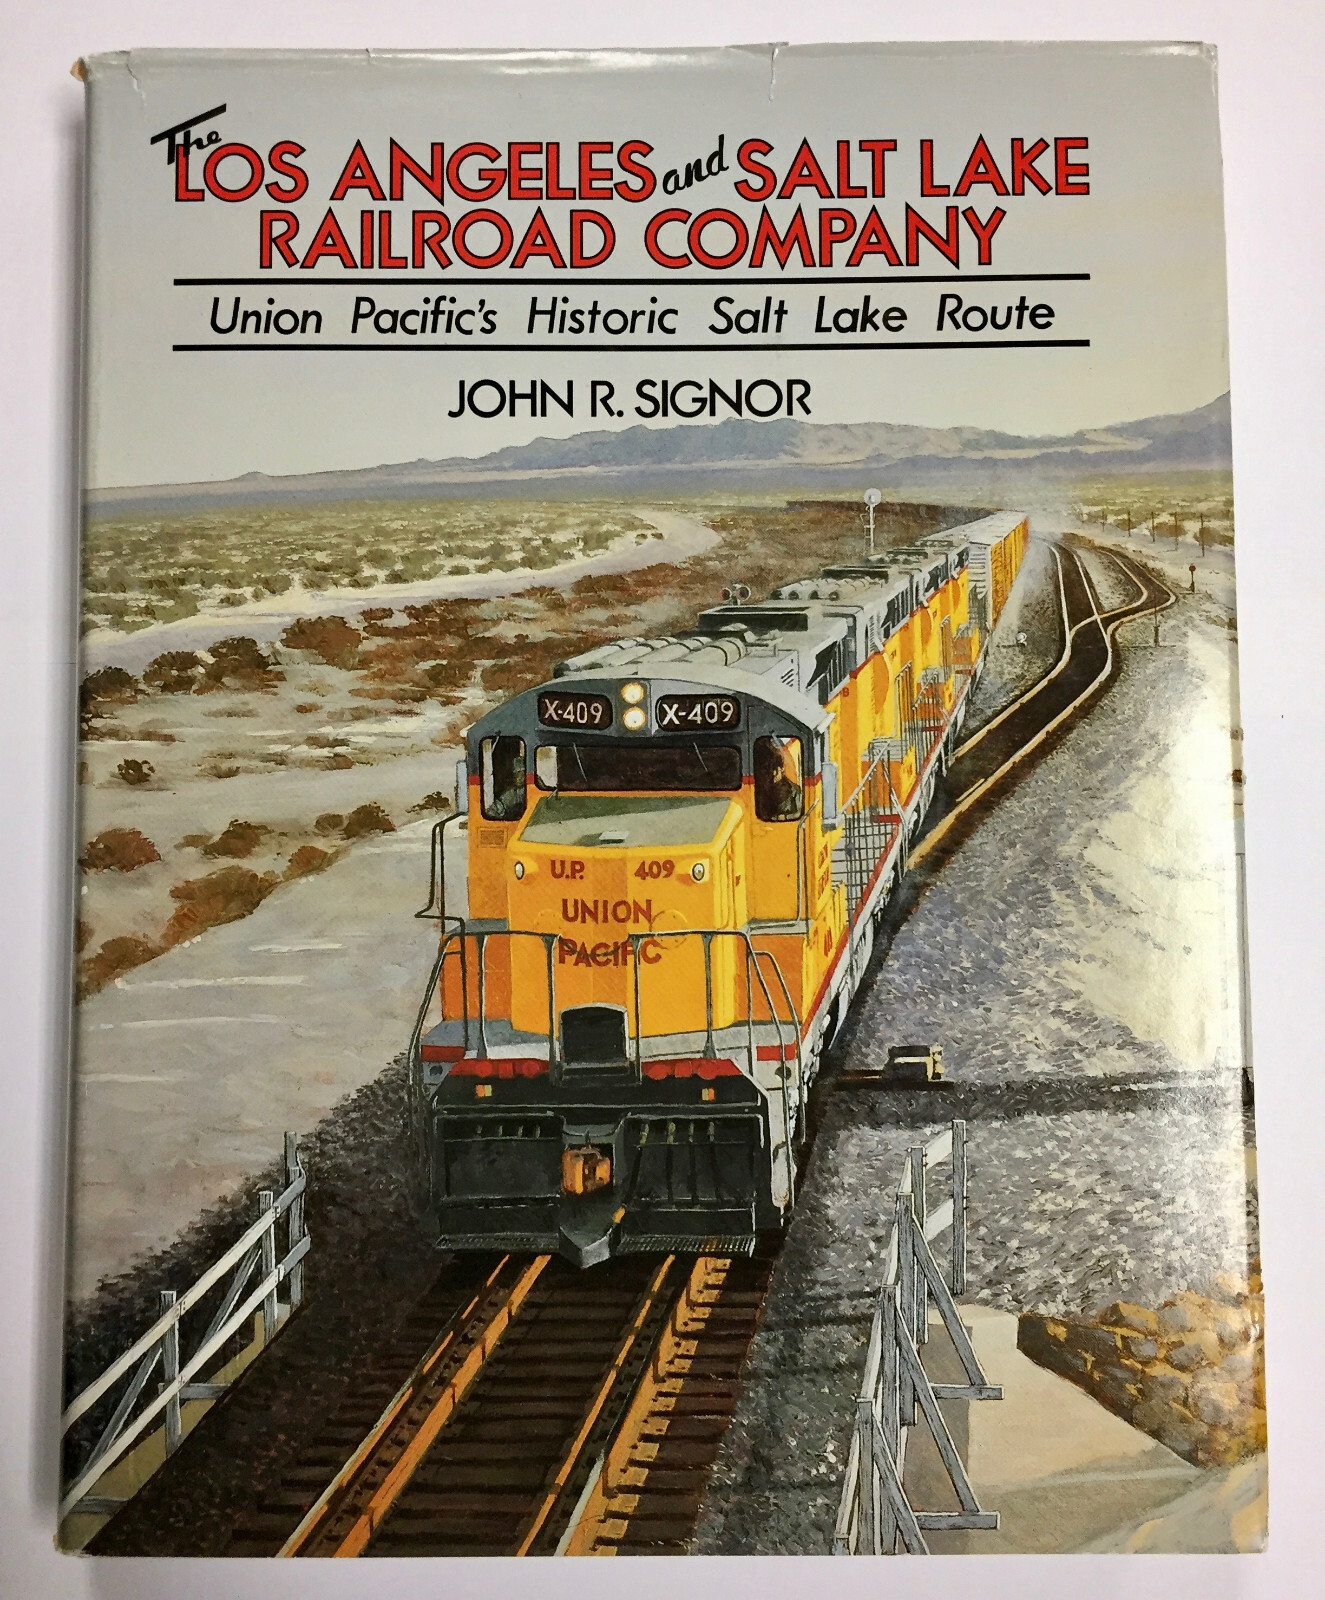 The
LOS ANGELES and SALT LAKE
RAILROAD COMPANY
Union Pacific's Historic Salt Lake Route
JOHN R. SIGNOR
X-409 X-409
U.P. 409
UNION
PACIFIC